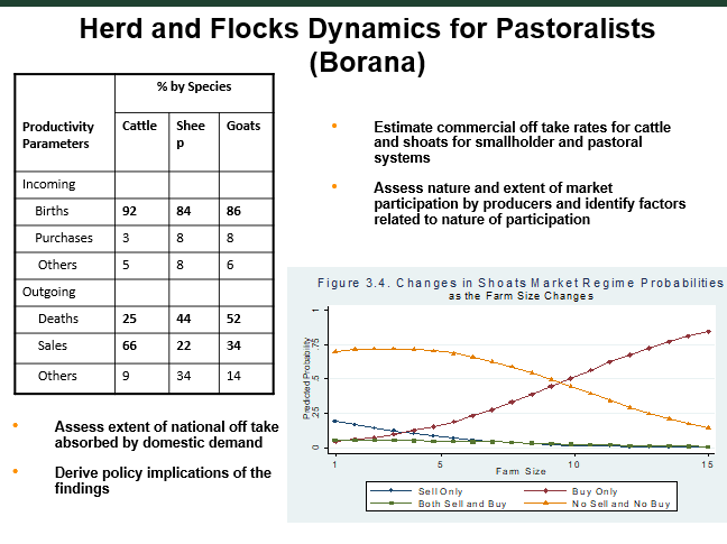 Herd and Flocks Dynamics for Pastoralists
(Borana)
% by Species
Productivity
Parameters
Cattle
Shee
p
Goats
Incoming
Births 92 84 86
Purchases 3 8 8
Others 5 8 6
Outgoing
Deaths 25 44 52
Sales 66 22 34
Others 9 34 14
Assess extent of national off take
absorbed by domestic demand
Derive policy implications of the
findings
Estimate commercial off take rates for cattle
and shoats for smallholder and pastoral
systems
Assess nature and extent of market
participation by producers and identify factors
related to nature of participation
Figure 3.4. Changes in Shoats Market Regime Probabilities
as the Farm Size Changes
Predicted Probability
1
.75
.5
.25
0
1 5 10 15
Farm Size
Sell Only Buy Only
Both Sell and Buy No Sell and No Buy